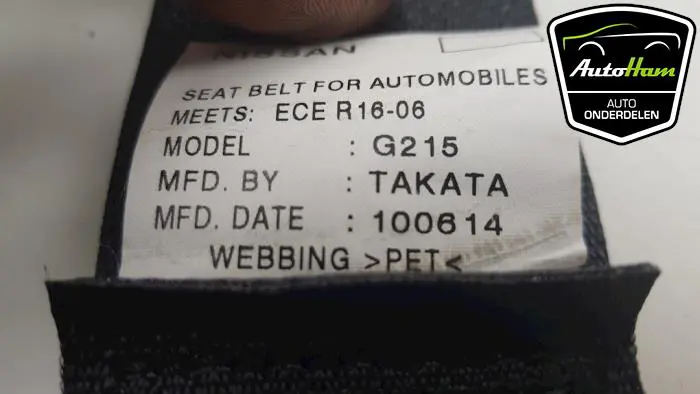 NISSAN
SEAT BELT FOR AUTOMOBILES
MEETS: ECE R16-06
MODEL : G215
MFD. BY : TAKATA
MFD. DATE : 100614
WEBBING >PET<
AutoHam
AUTO
ONDERDELEN